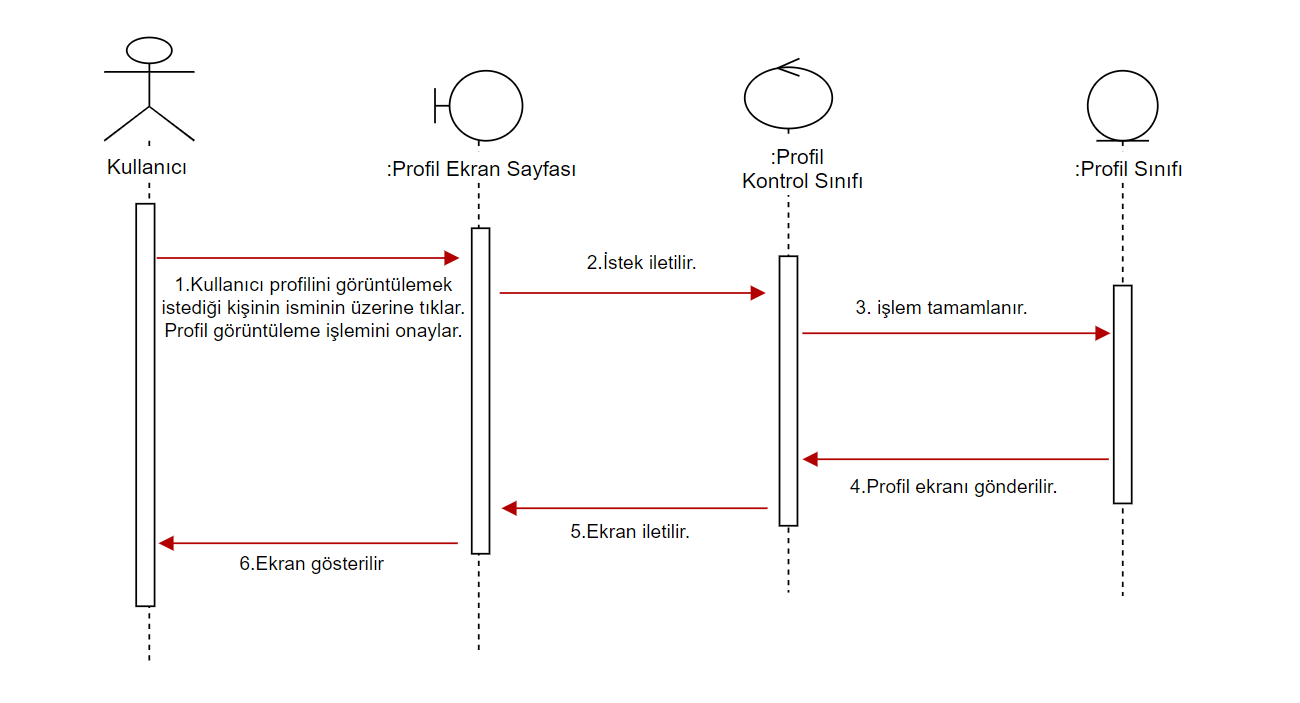 Kullanıcı
:Profil Ekran Sayfası
:Profil
Kontrol Sınıfı
:Profil Sınıfı
1.Kullanıcı profilini görüntülemek
istediği kişinin isminin üzerine tıklar.
Profil görüntüleme işlemini onaylar.
2.İstek iletilir.
3. işlem tamamlanır.
4.Profil ekranı gönderilir.
5.Ekran iletilir.
6.Ekran gösterilir